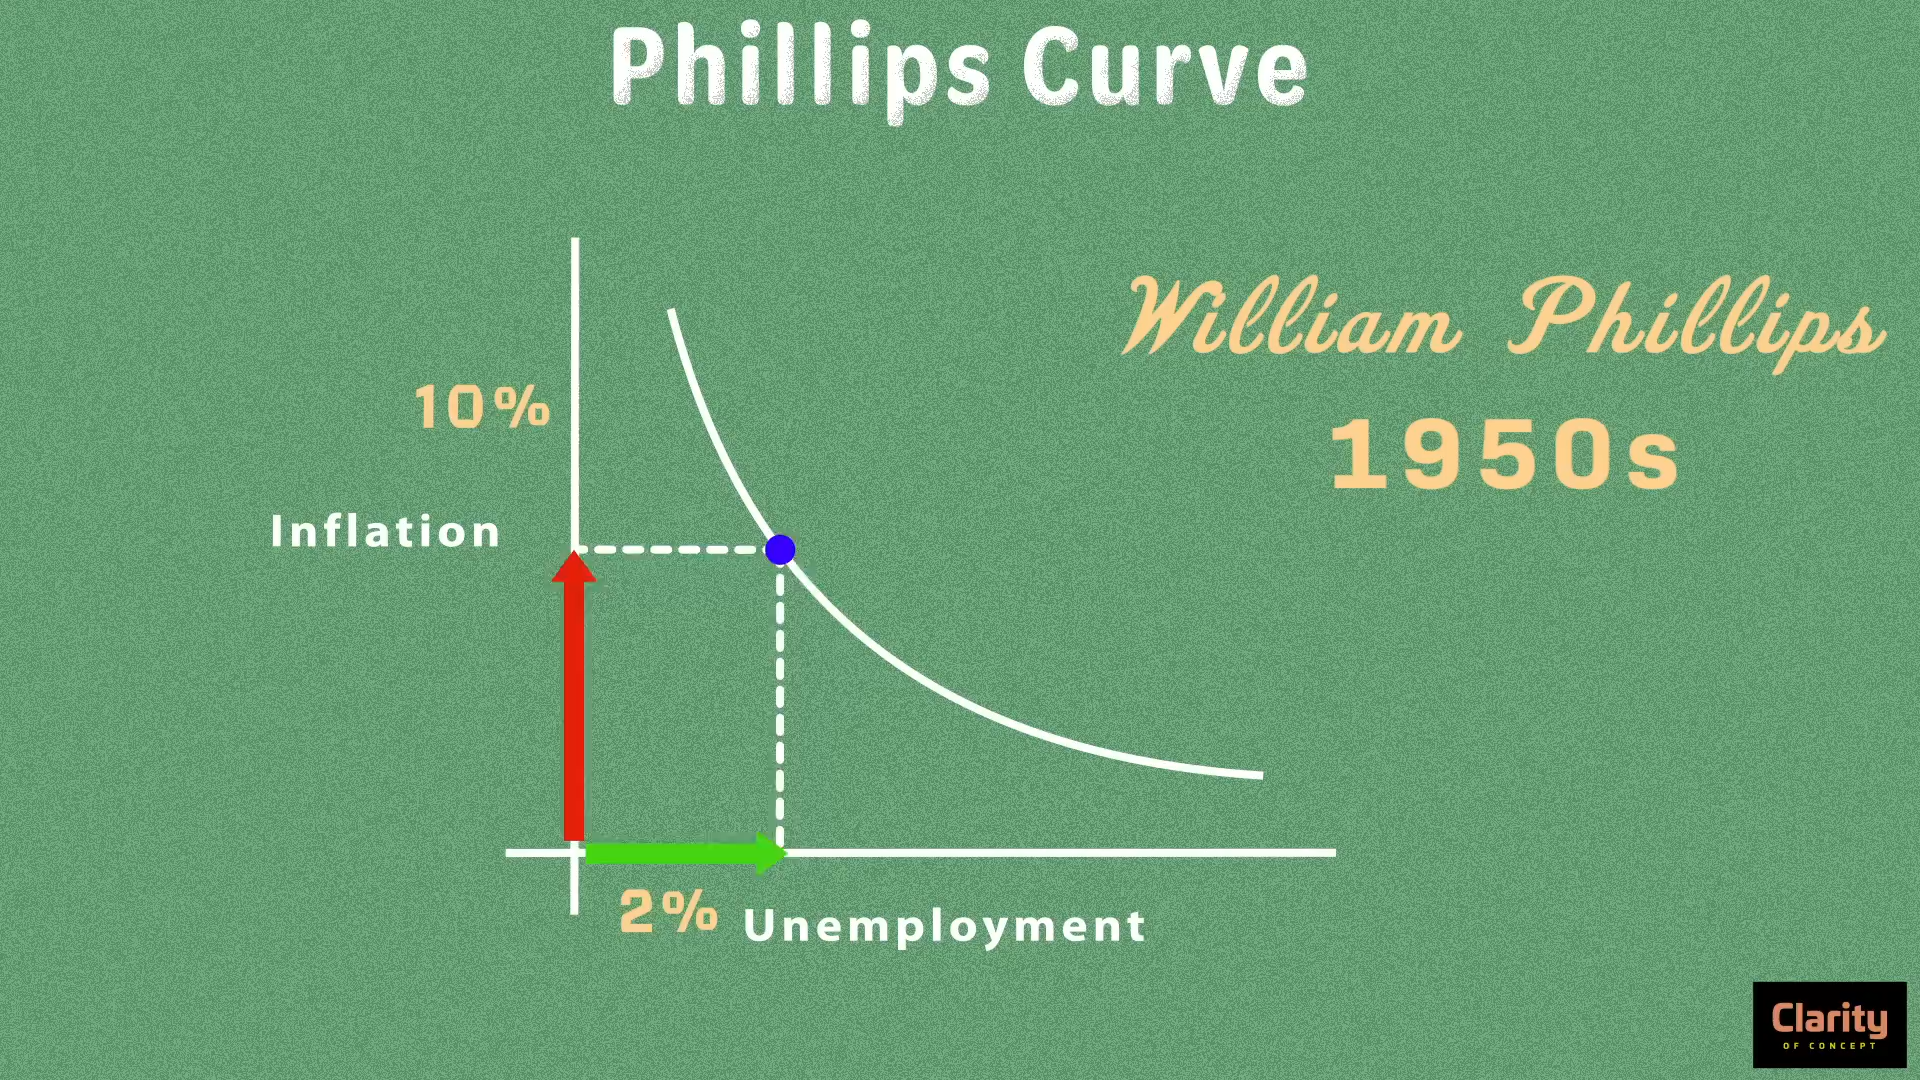 Phillips Curve
William Phillips
1950s
10%
Inflation
2%
Unemployment
Clarity
OF CONCEPT